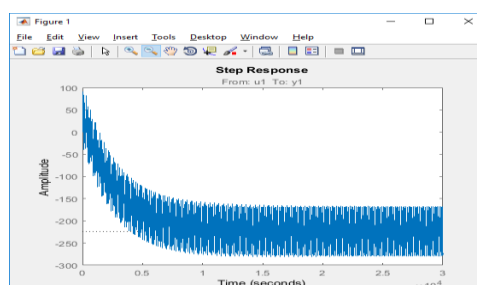 Figure 1
File Edit View Insert Tools Desktop Window Help
Step Response
From: u1 To: y1
Amplitude
100
50
0
-50
-100
-150
-200
-250
-300
0 0.5 1 1.5 2 2.5 3
Time (seconds)